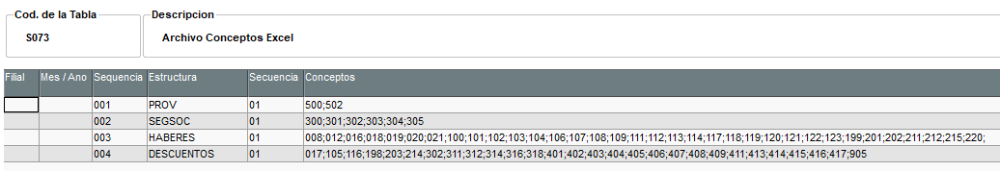 Cod. de la Tabla
Descripcion
S073
Archivo Conceptos Excel
Filial Mes / Ano Sequencia Estructura Secuencia Conceptos
001 PROV 01 500;502
002 SEGSOC 01 300;301;302;303;304;305
003 HABERES 01 008;012;016;018;019;020;021;100;101;102;103;104;106;107;108;109;111;112;113;114;117;118;119;120;121;122;123;199;201;202;211;212;215;220;
004 DESCUENTOS 01 017;105;116;198;203;214;302;311;312;314;316;318;401;402;403;404;405;406;407;408;409;411;413;414;415;416;417;905